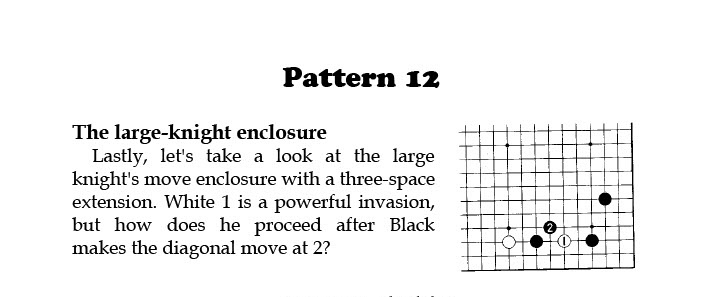 Pattern 12
The large-knight enclosure
Lastly, let's take a look at the large
knight's move enclosure with a three-space
extension. White 1 is a powerful invasion,
but how does he proceed after Black
makes the diagonal move at 2?
2
1